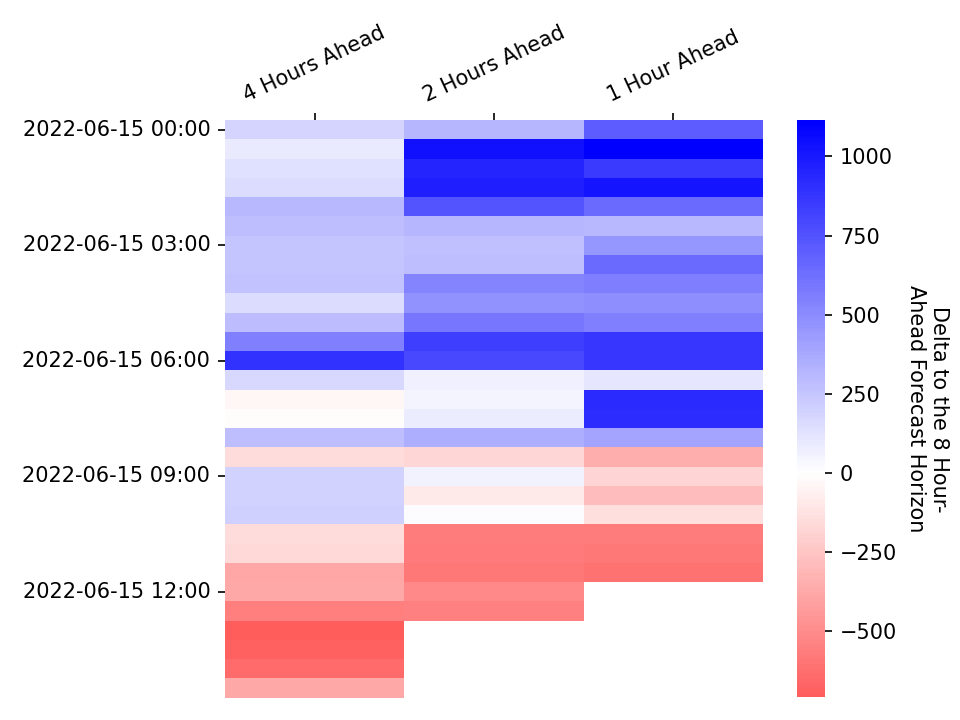 4 Hours Ahead
2 Hours Ahead
1 Hour Ahead
2022-06-15 00:00
2022-06-15 03:00
2022-06-15 06:00
2022-06-15 09:00
2022-06-15 12:00
1000
750
500
250
0
−250
−500
Delta to the 8 Hour-
Ahead Forecast Horizon